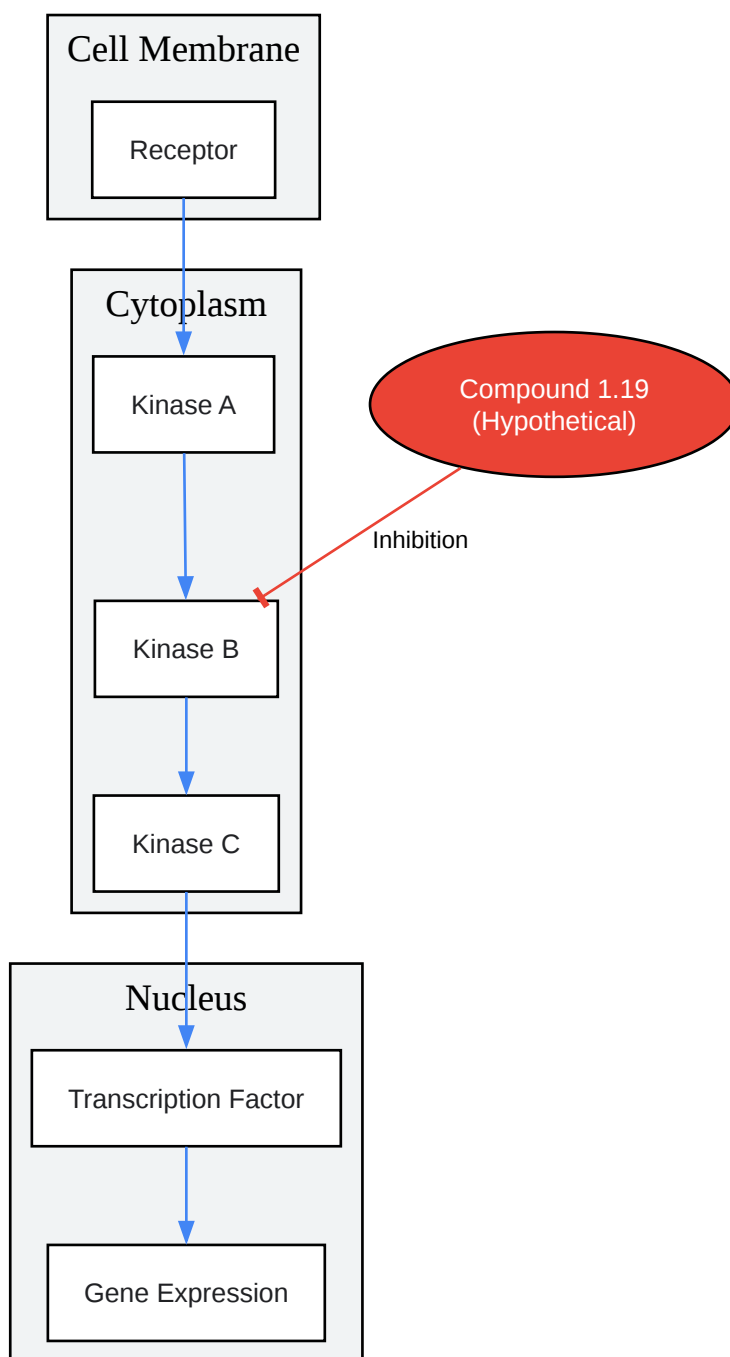 Cell Membrane
Receptor
Cytoplasm
Kinase A
Compound 1.19
(Hypothetical)
Inhibition
Kinase B
Kinase C
Nucleus
Transcription Factor
Gene Expression